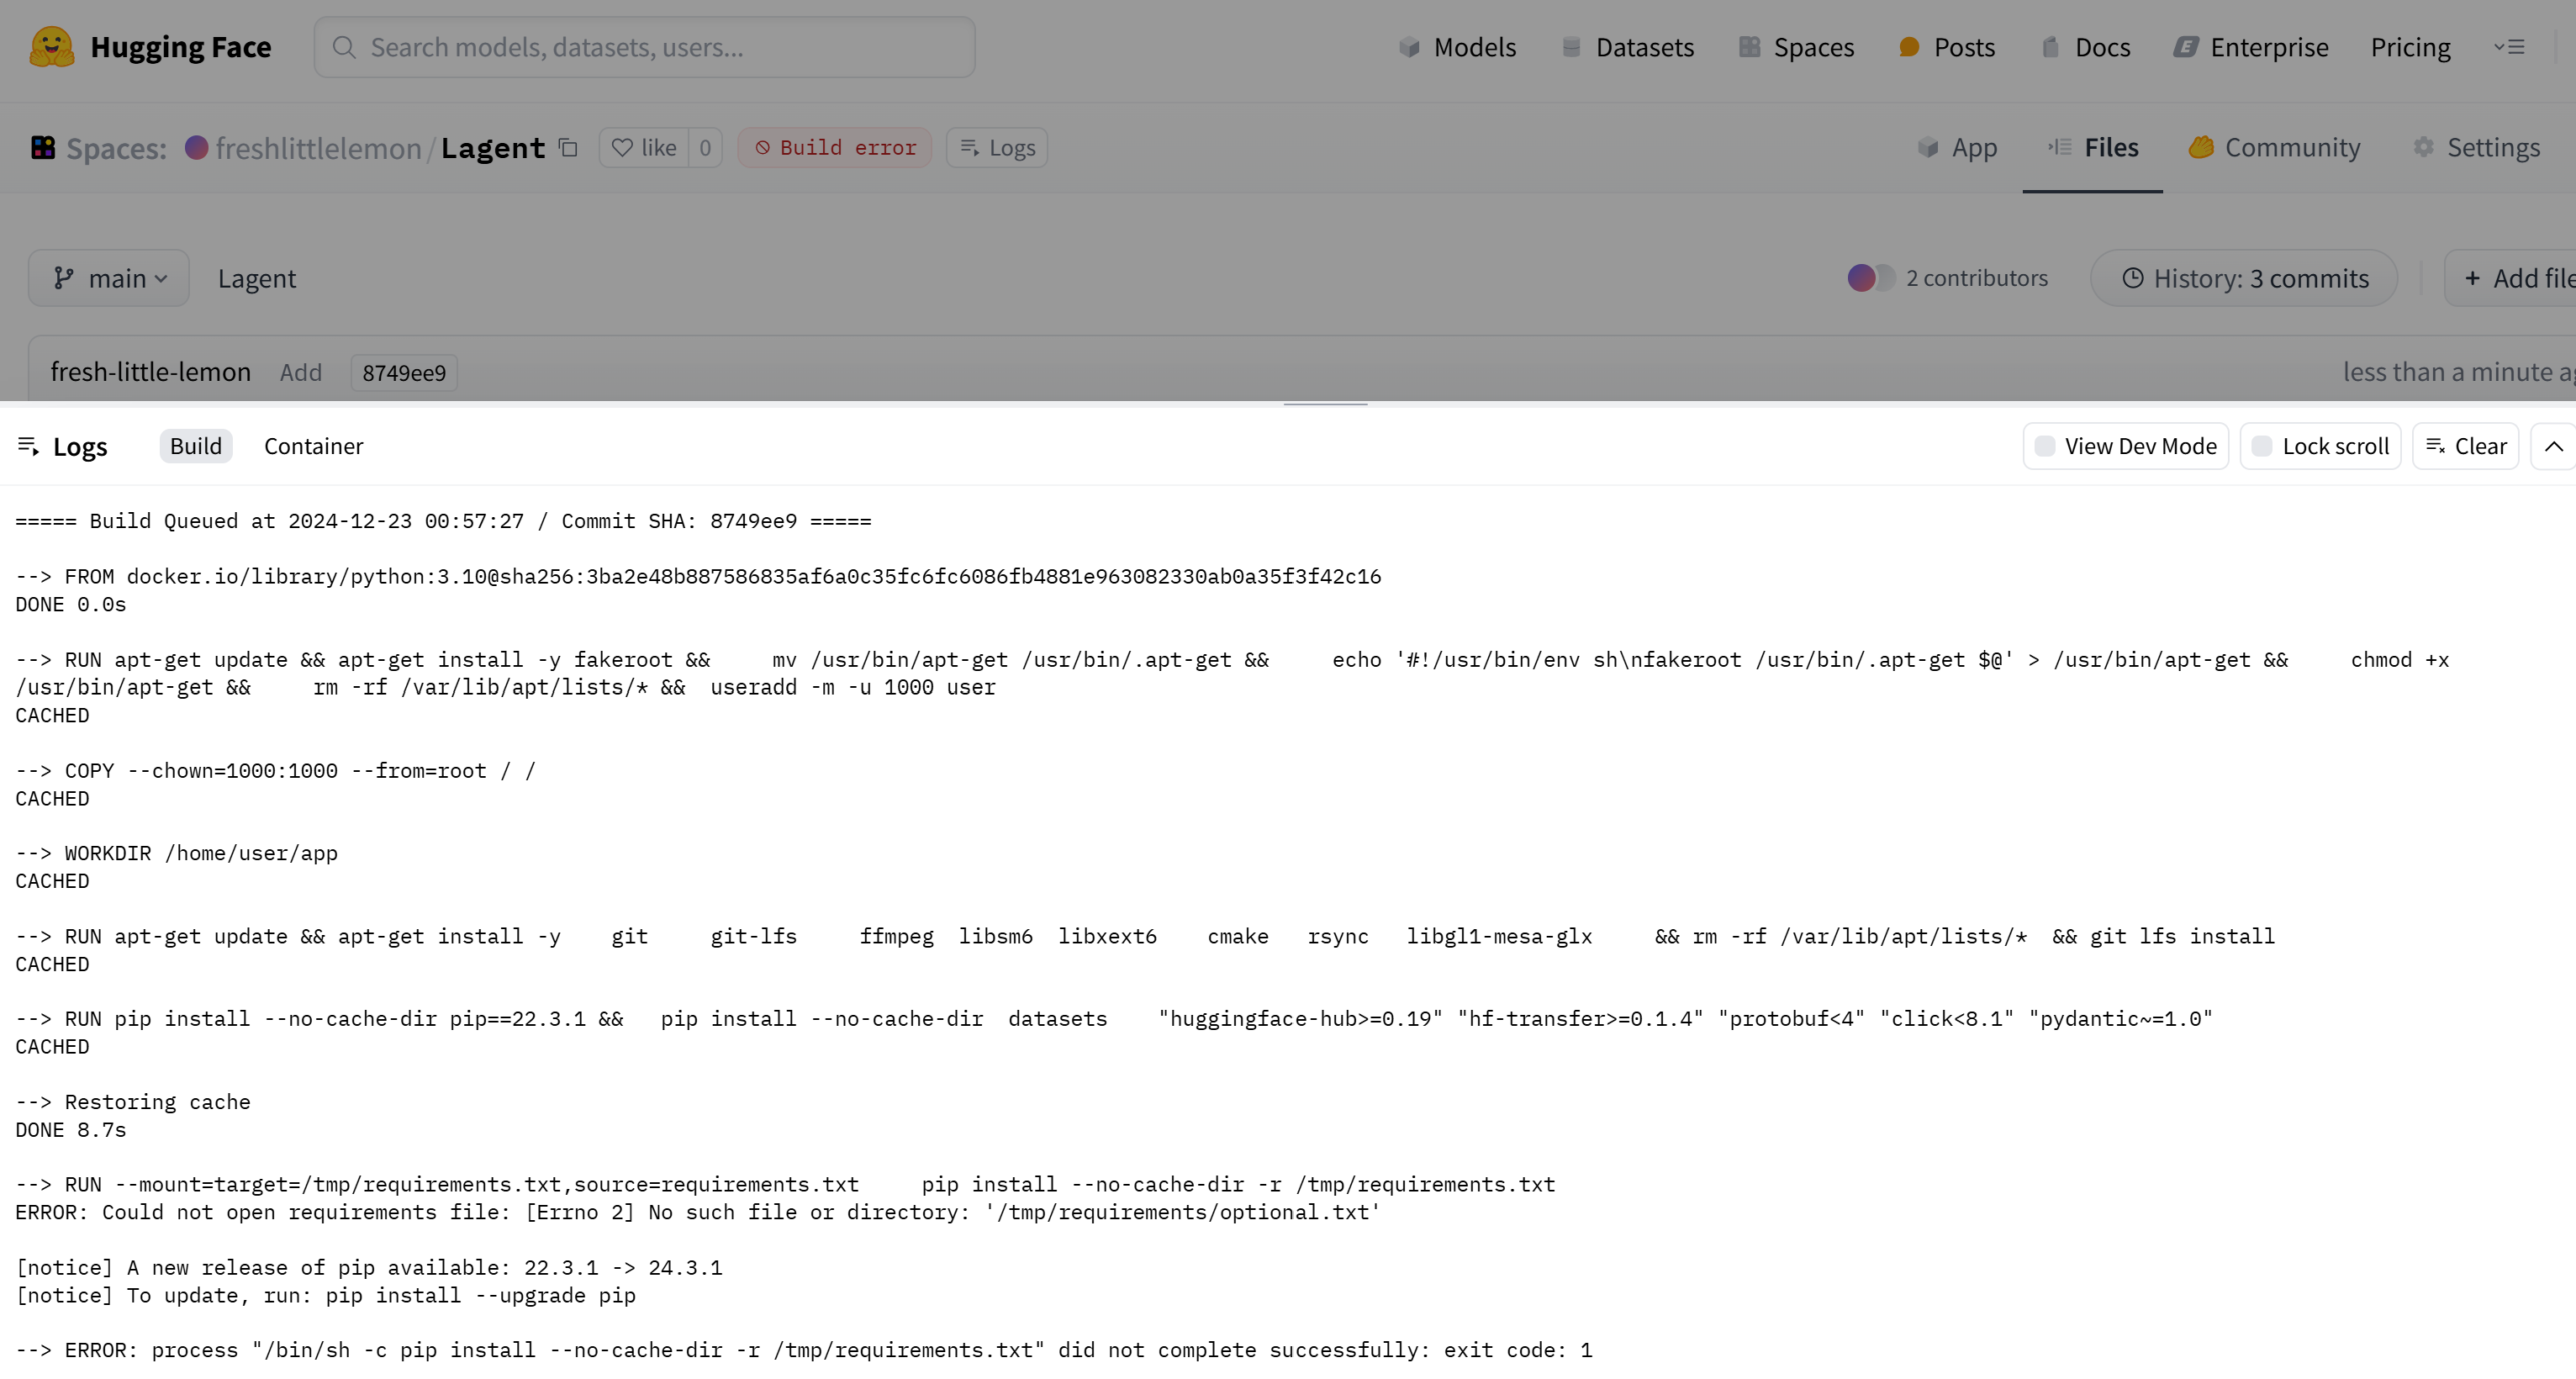 Hugging Face
Search models, datasets, users...
Models
Datasets
Spaces
Posts
Docs
Enterprise
Pricing
Spaces:
freshlittlelemon/Lagent
like 0
Build error
Logs
App
Files
Community
Settings
main
Lagent
2 contributors
History: 3 commits
+ Add file
fresh-little-lemon Add 8749ee9
less than a minute
Logs
Build
Container
View Dev Mode
Lock scroll
Clear
===== Build Queued at 2024-12-23 00:57:27 / Commit SHA: 8749ee9 =====
--> FROM docker.io/library/python:3.10@sha256:3ba2e48b887586835af6a0c35fc6fc6086fb4881e963082330ab0a35f3f42c16
DONE 0.0s
--> RUN apt-get update && apt-get install -y fakeroot &&     mv /usr/bin/apt-get /usr/bin/.apt-get &&     echo '#!/usr/bin/env sh\nfakeroot /usr/bin/.apt-get $@' > /usr/bin/apt-get &&     chmod +x
/usr/bin/apt-get &&     rm -rf /var/lib/apt/lists/* &&  useradd -m -u 1000 user
CACHED
--> COPY --chown=1000:1000 --from=root / /
CACHED
--> WORKDIR /home/user/app
CACHED
--> RUN apt-get update && apt-get install -y    git     git-lfs     ffmpeg  libsm6  libxext6    cmake   rsync   libgl1-mesa-glx     && rm -rf /var/lib/apt/lists/*  && git lfs install
CACHED
--> RUN pip install --no-cache-dir pip==22.3.1 &&   pip install --no-cache-dir  datasets    "huggingface-hub>=0.19" "hf-transfer>=0.1.4" "protobuf<4" "click<8.1" "pydantic~=1.0"
CACHED
--> Restoring cache
DONE 8.7s
--> RUN --mount=target=/tmp/requirements.txt,source=requirements.txt     pip install --no-cache-dir -r /tmp/requirements.txt
ERROR: Could not open requirements file: [Errno 2] No such file or directory: '/tmp/requirements/optional.txt'
[notice] A new release of pip available: 22.3.1 -> 24.3.1
[notice] To update, run: pip install --upgrade pip
--> ERROR: process "/bin/sh -c pip install --no-cache-dir -r /tmp/requirements.txt" did not complete successfully: exit code: 1